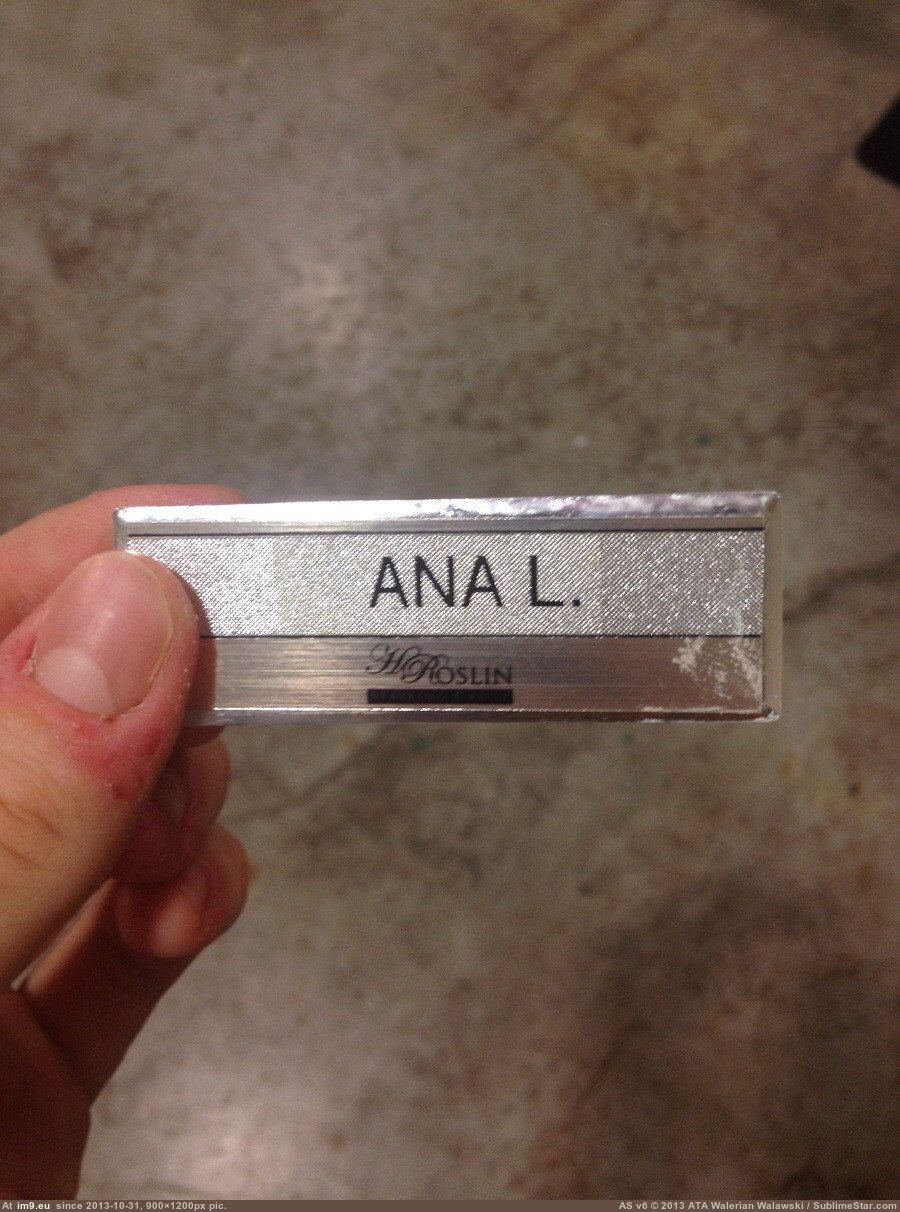 ANA L.
HROSLIN
At im9.eu since 2013-10-31, 900×1200px pic.
AS v6 © 2013 ATA Walerian Walawski / SublimeStar.com